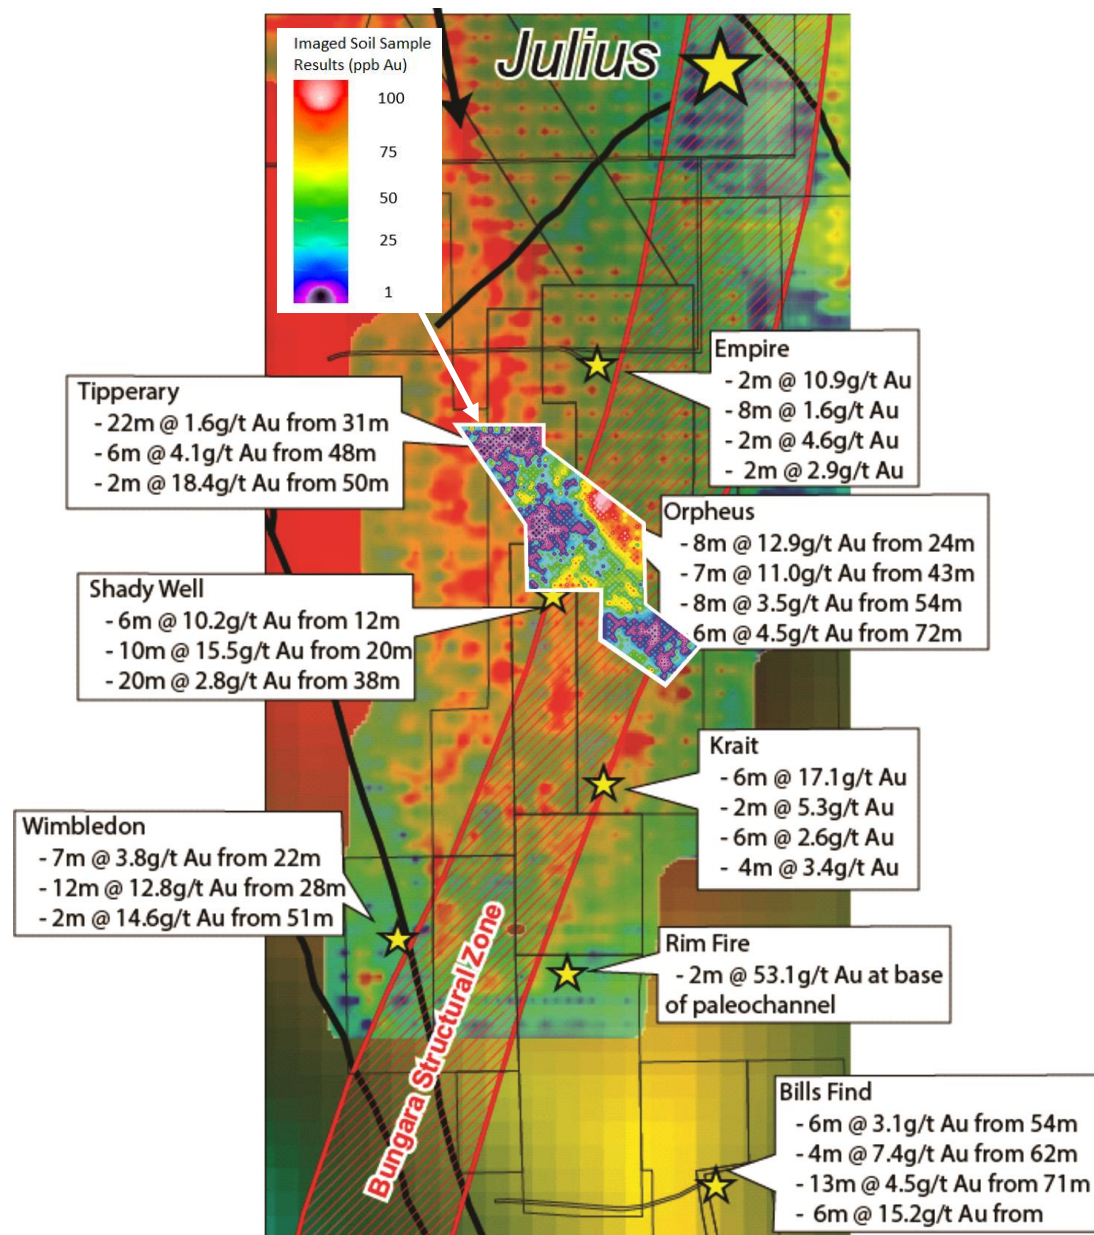 Imaged Soil Sample
Results (ppb Au)
100
75
50
25
1
Julius
Empire
- 2m @ 10.9g/t Au
- 8m @ 1.6g/t Au
- 2m @ 4.6g/t Au
- 2m @ 2.9g/t Au
Tipperary
- 22m @ 1.6g/t Au from 31m
- 6m @ 4.1g/t Au from 48m
- 2m @ 18.4g/t Au from 50m
Orpheus
- 8m @ 12.9g/t Au from 24m
- 7m @ 11.0g/t Au from 43m
- 8m @ 3.5g/t Au from 54m
6m @ 4.5g/t Au from 72m
Shady Well
- 6m @ 10.2g/t Au from 12m
- 10m @ 15.5g/t Au from 20m
- 20m @ 2.8g/t Au from 38m
Krait
- 6m @ 17.1g/t Au
- 2m @ 5.3g/t Au
- 6m @ 2.6g/t Au
- 4m @ 3.4g/t Au
Wimbledon
- 7m @ 3.8g/t Au from 22m
- 12m @ 12.8g/t Au from 28m
- 2m @ 14.6g/t Au from 51m
Rim Fire
- 2m @ 53.1g/t Au at base
of paleochannel
Bungara Structural Zone
Bills Find
- 6m @ 3.1g/t Au from 54m
- 4m @ 7.4g/t Au from 62m
- 13m @ 4.5g/t Au from 71m
- 6m @ 15.2g/t Au from